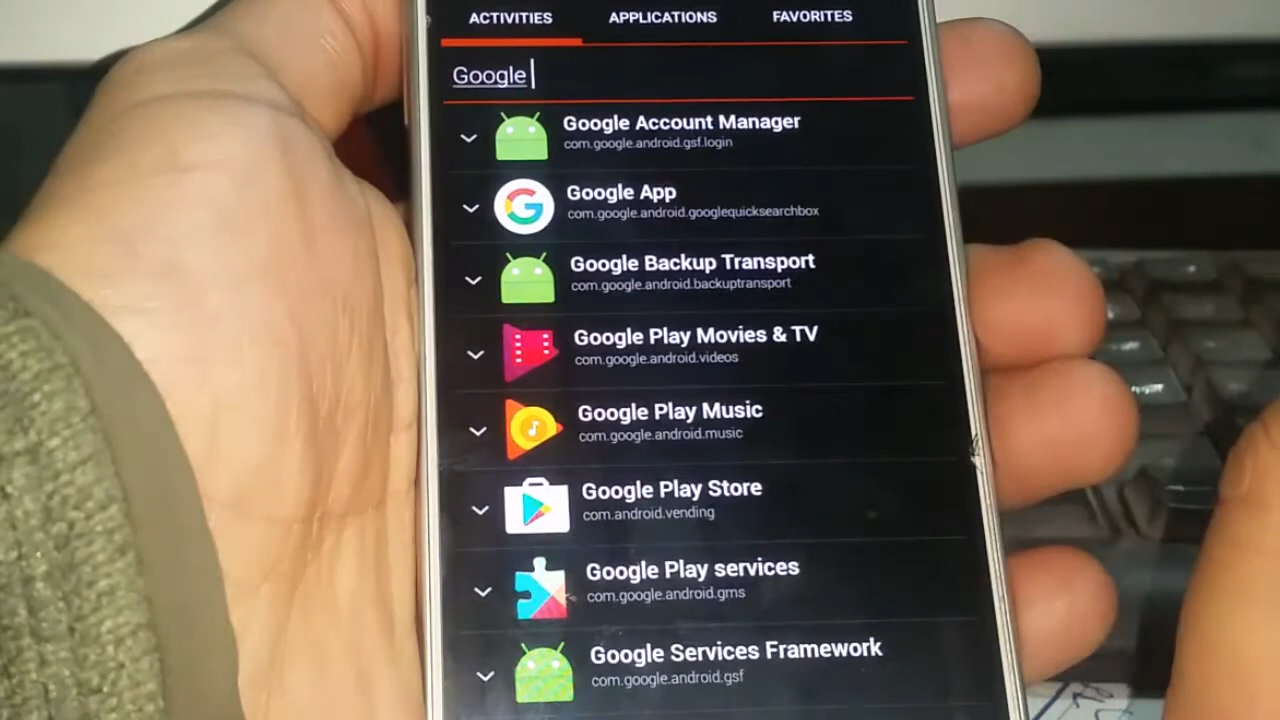 ACTIVITIES APPLICATIONS FAVORITES
Google
Google Account Manager
com.google.android.gsf.login
Google App
com.google.android.googlequicksearchbox
Google Backup Transport
com.google.android.backuptransport
Google Play Movies & TV
com.google.android.videos
Google Play Music
com.google.android.music
Google Play Store
com.android.vending
Google Play services
com.google.android.gms
Google Services Framework
com.google.android.gsf